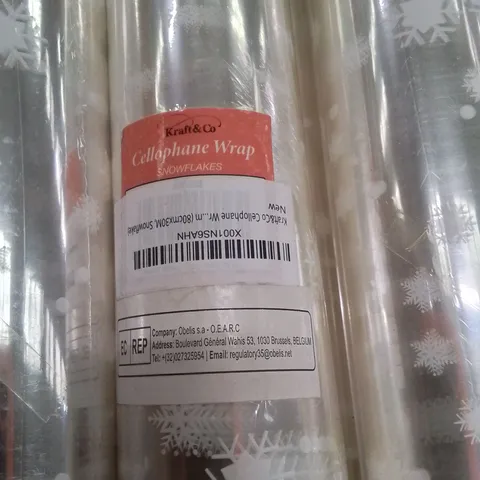 Kraft&Co
Cellophane Wrap
SNOWFLAKES
X001NS6AHN
Kraft&Co Cellophane Wr...m (80cmx30M, Snowflake
New
EC REP
Company: Obelis s.a - O.E.A.R.C
Address: Boulevard Général Wahis 53, 1030 Brussels, BELGIUM
Tel: +(32)027325954 | Email: regulatory35@obelis.net